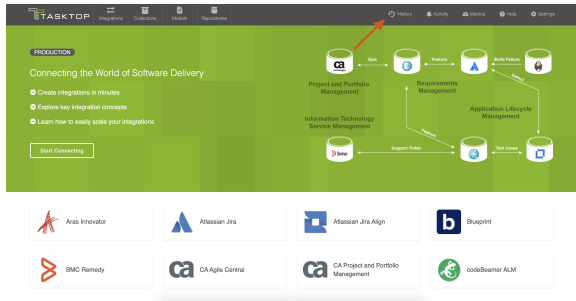 TASKTOP
Integrations
Collections
Models
Repositories
History
Activity
Metrics
Help
Settings
PRODUCTION
Connecting the World of Software Delivery
Create integrations in minutes
Explore key integration concepts
Learn how to easily scale your integrations
Start Connecting
ca
Epic
Feature
Build Failure
Project and Portfolio
Management
Requirements
Management
Defect
Application Lifecycle
Management
Information Technology
Service Management
Feature
bmc
Support Ticket
Test Cases
Aras Innovator
Atlassian Jira
Atlassian Jira Align
b
Blueprint
BMC Remedy
ca
CA Agile Central
ca
CA Project and Portfolio
Management
codeBeamer ALM